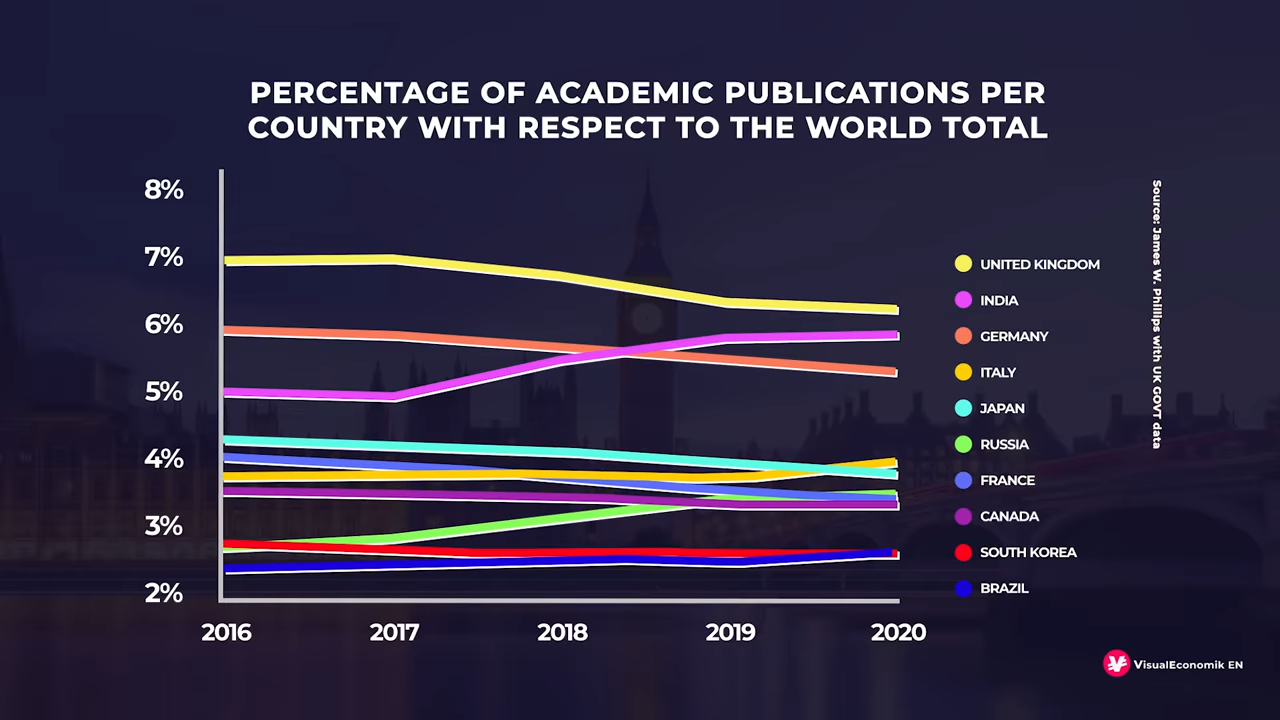 PERCENTAGE OF ACADEMIC PUBLICATIONS PER
COUNTRY WITH RESPECT TO THE WORLD TOTAL
8%
7%
6%
5%
4%
3%
2%
2016
2017
2018
2019
2020
UNITED KINGDOM
INDIA
GERMANY
ITALY
JAPAN
RUSSIA
FRANCE
CANADA
SOUTH KOREA
BRAZIL
Source: James W. Phillips with UK GOVT data
VisualEconomik EN